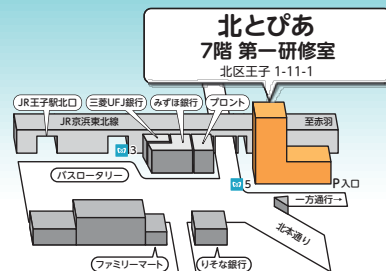 北とぴあ
7階 第一研修室
北区王子 1-11-1
JR王子駅北口
三菱UFJ銀行
みずほ銀行
プロント
JR京浜東北線
至赤羽
3
バスロータリー
5
P入口
一方通行→
北本通り
ファミリーマート
りそな銀行